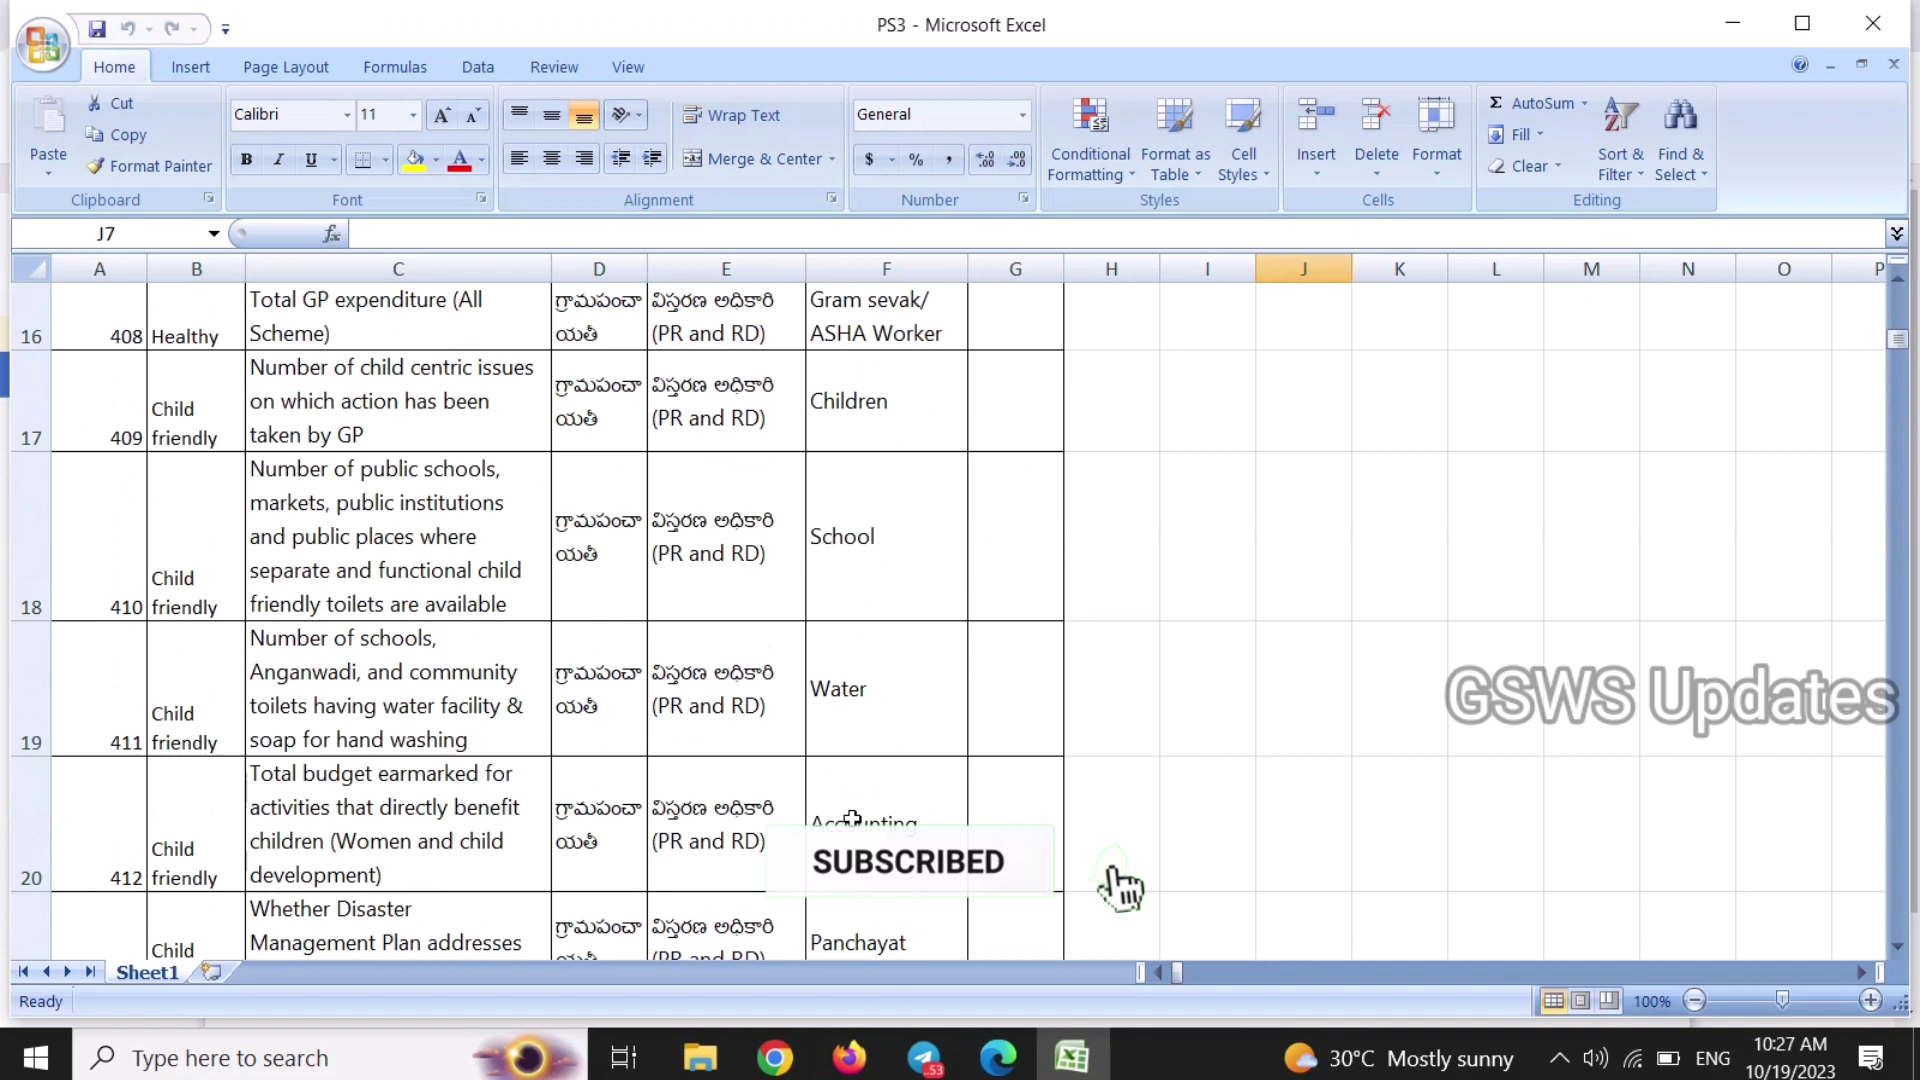 PS3 - Microsoft Excel
Home Insert Page Layout Formulas Data Review View
Cut
Copy
Format Painter
Paste
Clipboard
Calibri 11
B I U
Font
Wrap Text
Merge & Center
Alignment
General
$ % ,
Number
Conditional Formatting
Format as Table
Cell Styles
Styles
Insert Delete Format
Cells
Σ AutoSum
Fill
Clear
Sort & Filter
Find & Select
Editing
J7
fx
A B C D E F G H I J K L M N O P
16 408 Healthy
Total GP expenditure (All
Scheme)
గ్రామపంచా
యతీ
విస్తరణ అధికారి
(PR and RD)
Gram sevak/
ASHA Worker
17 409
Child
friendly
Number of child centric issues
on which action has been
taken by GP
గ్రామపంచా
యతీ
విస్తరణ అధికారి
(PR and RD)
Children
18 410
Child
friendly
Number of public schools,
markets, public institutions
and public places where
separate and functional child
friendly toilets are available
గ్రామపంచా
యతీ
విస్తరణ అధికారి
(PR and RD)
School
19 411
Child
friendly
Number of schools,
Anganwadi, and community
toilets having water facility &
soap for hand washing
గ్రామపంచా
యతీ
విస్తరణ అధికారి
(PR and RD)
Water
GSWS Updates
20 412
Child
friendly
Total budget earmarked for
activities that directly benefit
children (Women and child
development)
గ్రామపంచా
యతీ
విస్తరణ అధికారి
(PR and RD)
Accounting
SUBSCRIBED
Child
Whether Disaster
Management Plan addresses
గ్రామపంచా
యతీ
విస్తరణ అధికారి
(PR and RD)
Panchayat
Sheet1
Ready
100%
Type here to search
53
30°C Mostly sunny
ENG
10:27 AM
10/19/2023